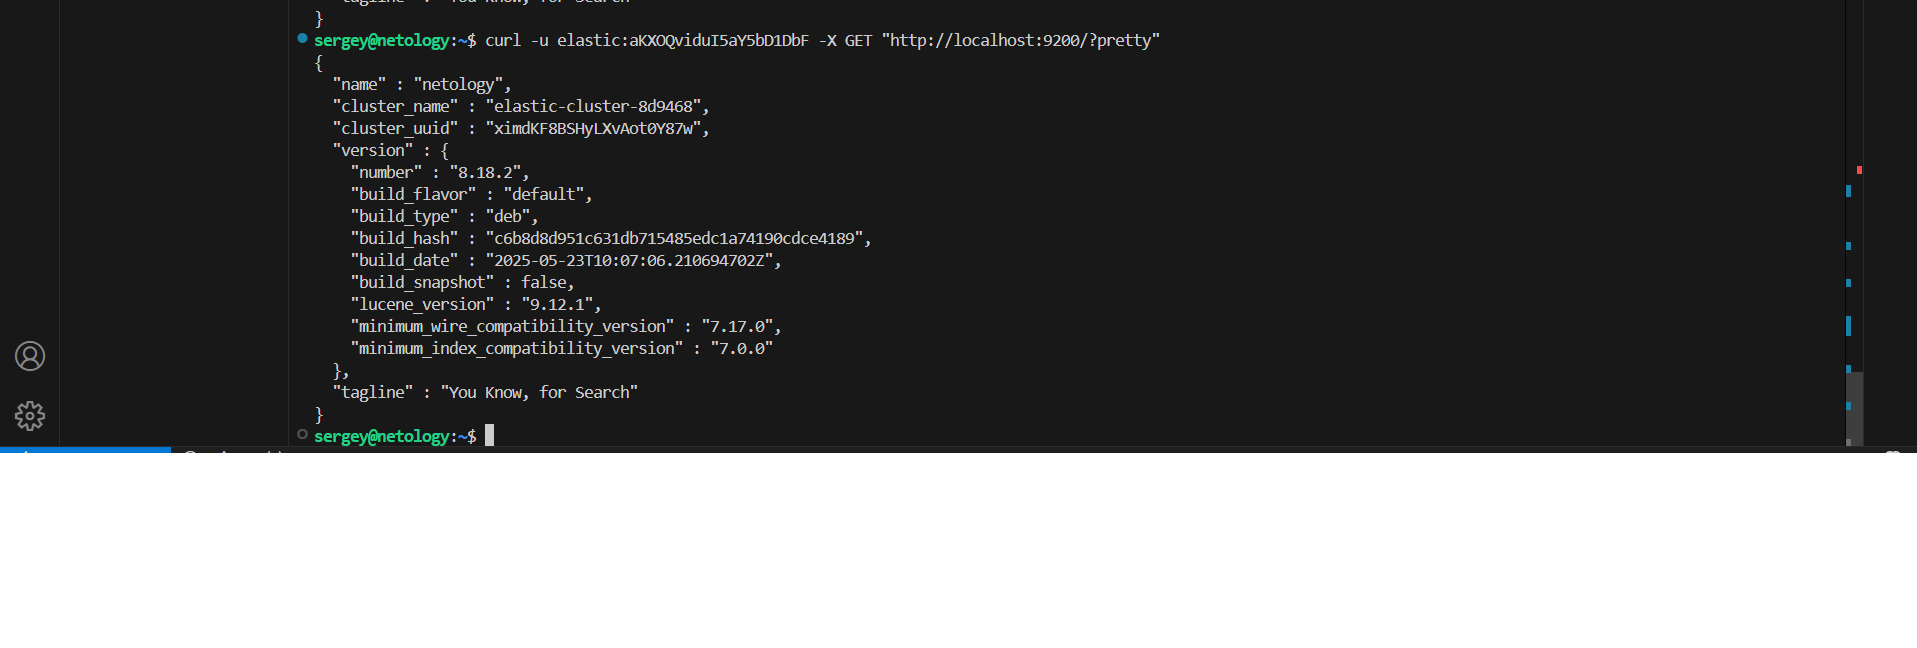 }
sergey@netology:~$ curl -u elastic:aKXOQviduI5aY5bD1DbF -X GET "http://localhost:9200/?pretty"
{
  "name" : "netology",
  "cluster_name" : "elastic-cluster-8d9468",
  "cluster_uuid" : "ximdKF8BSHyLXvAot0Y87w",
  "version" : {
    "number" : "8.18.2",
    "build_flavor" : "default",
    "build_type" : "deb",
    "build_hash" : "c6b8d8d951c631db715485edc1a74190cdce4189",
    "build_date" : "2025-05-23T10:07:06.210694702Z",
    "build_snapshot" : false,
    "lucene_version" : "9.12.1",
    "minimum_wire_compatibility_version" : "7.17.0",
    "minimum_index_compatibility_version" : "7.0.0"
  },
  "tagline" : "You Know, for Search"
}
sergey@netology:~$